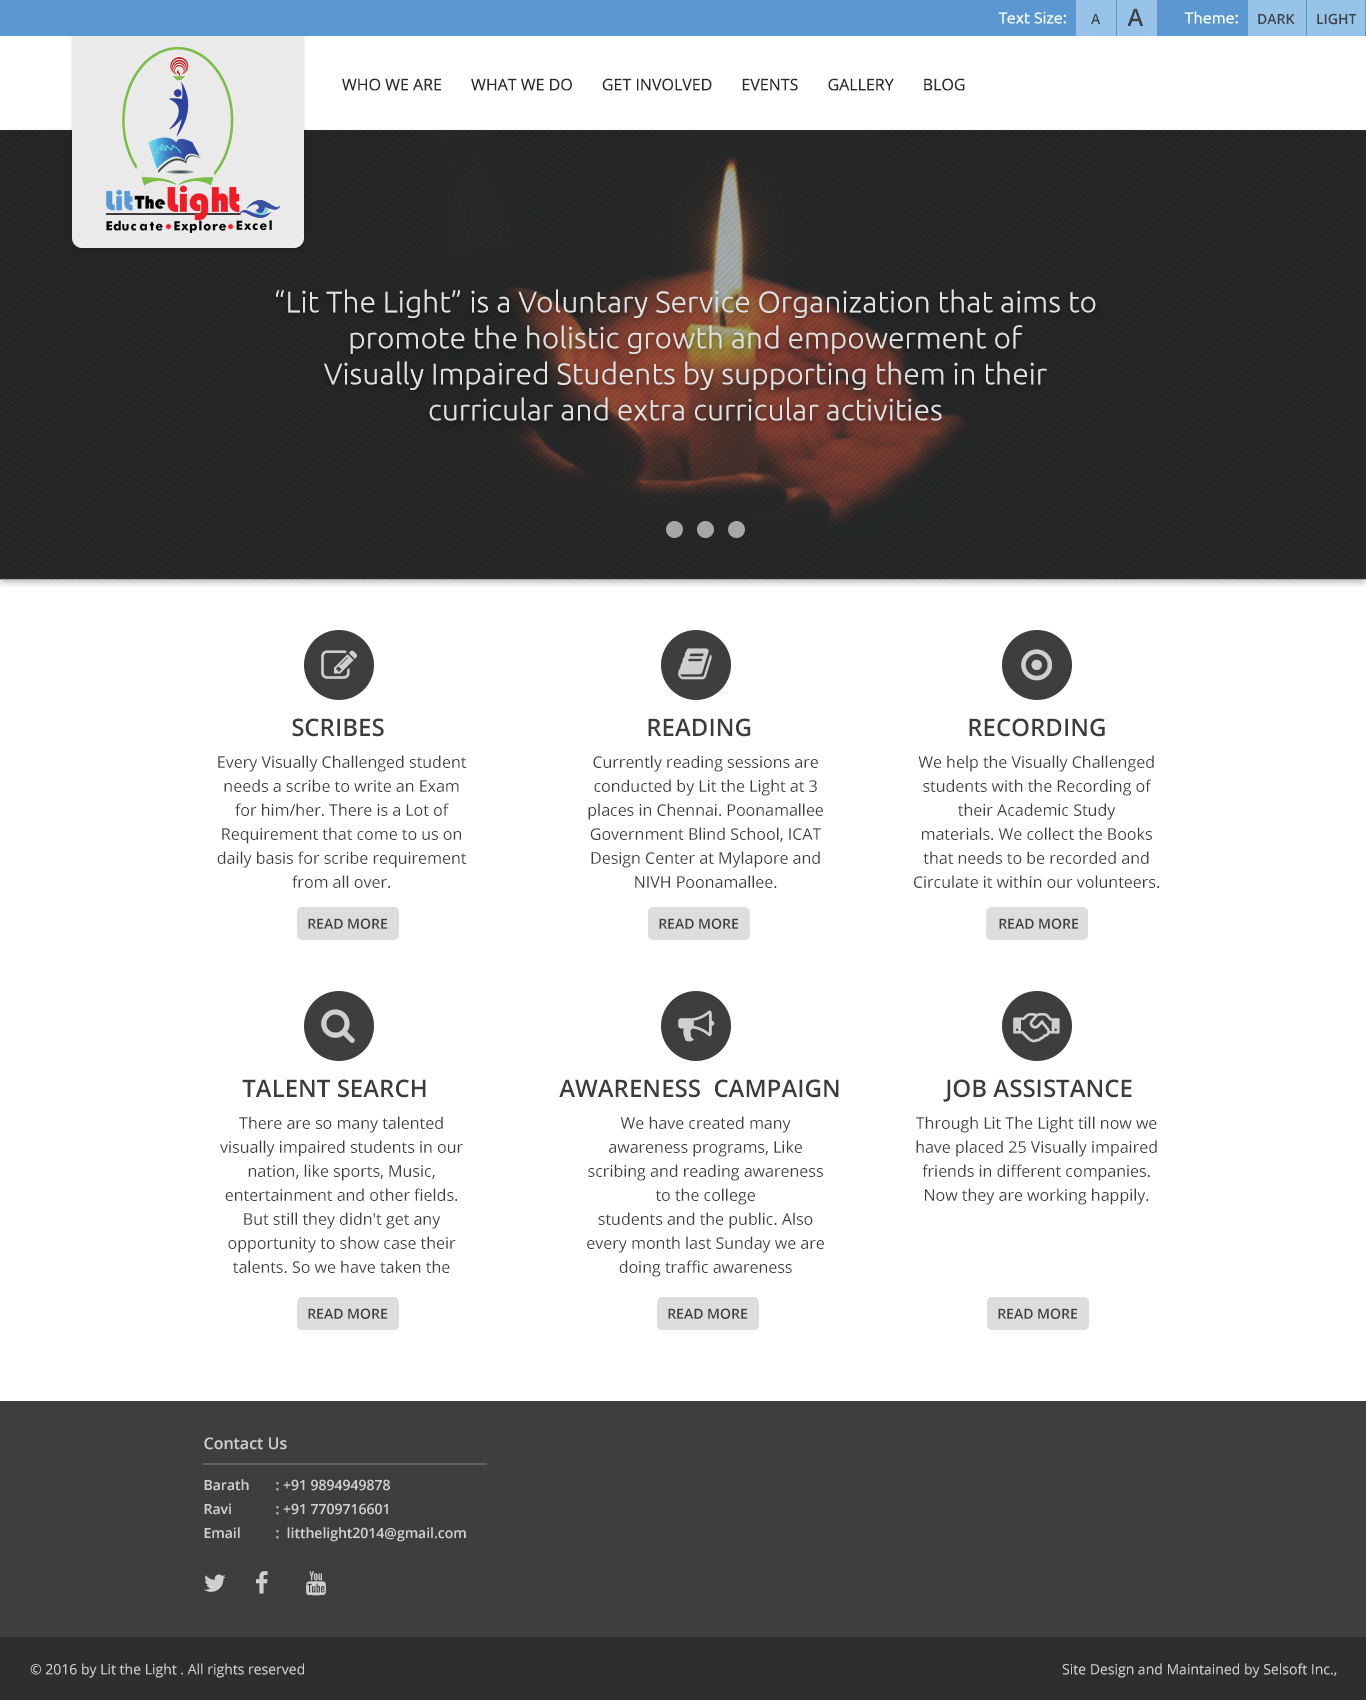 Text Size: A A Theme: DARK LIGHT
WHO WE ARE WHAT WE DO GET INVOLVED EVENTS GALLERY BLOG
LitTheLight
Educate•Explore•Excel
“Lit The Light” is a Voluntary Service Organization that aims to
promote the holistic growth and empowerment of
Visually Impaired Students by supporting them in their
curricular and extra curricular activities
SCRIBES
Every Visually Challenged student
needs a scribe to write an Exam
for him/her. There is a Lot of
Requirement that come to us on
daily basis for scribe requirement
from all over.
READ MORE
READING
Currently reading sessions are
conducted by Lit the Light at 3
places in Chennai. Poonamallee
Government Blind School, ICAT
Design Center at Mylapore and
NIVH Poonamallee.
READ MORE
RECORDING
We help the Visually Challenged
students with the Recording of
their Academic Study
materials. We collect the Books
that needs to be recorded and
Circulate it within our volunteers.
READ MORE
TALENT SEARCH
There are so many talented
visually impaired students in our
nation, like sports, Music,
entertainment and other fields.
But still they didn't get any
opportunity to show case their
talents. So we have taken the
READ MORE
AWARENESS CAMPAIGN
We have created many
awareness programs, Like
scribing and reading awareness
to the college
students and the public. Also
every month last Sunday we are
doing traffic awareness
READ MORE
JOB ASSISTANCE
Through Lit The Light till now we
have placed 25 Visually impaired
friends in different companies.
Now they are working happily.
READ MORE
Contact Us
Barath : +91 9894949878
Ravi : +91 7709716601
Email : litthelight2014@gmail.com
You
Tube
© 2016 by Lit the Light . All rights reserved
Site Design and Maintained by Selsoft Inc.,